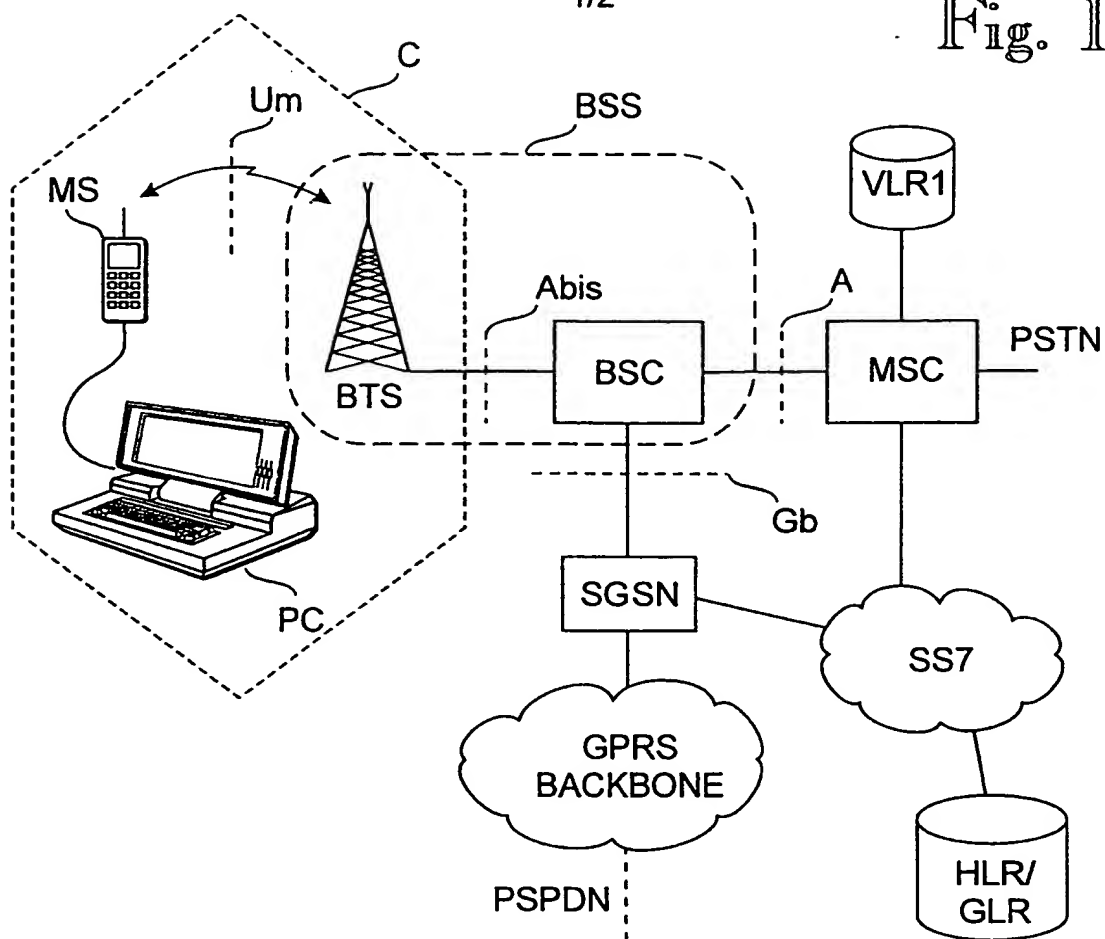 1/2
Fig. 1
C
Um
BSS
MS
VLR1
Abis
A
PSTN
BTS
BSC
MSC
Gb
PC
SGSN
SS7
GPRS
BACKBONE
HLR/
GLR
PSPDN